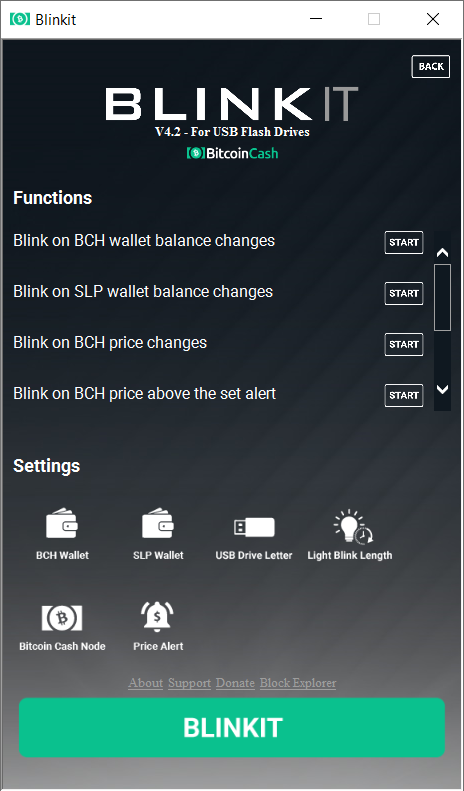 Blinkit
BACK
BLINKIT
V4.2 - For USB Flash Drives
BitcoinCash
Functions
Blink on BCH wallet balance changes START
Blink on SLP wallet balance changes START
Blink on BCH price changes START
Blink on BCH price above the set alert START
Settings
BCH Wallet SLP Wallet USB Drive Letter Light Blink Length
Bitcoin Cash Node Price Alert
About Support Donate Block Explorer
BLINKIT